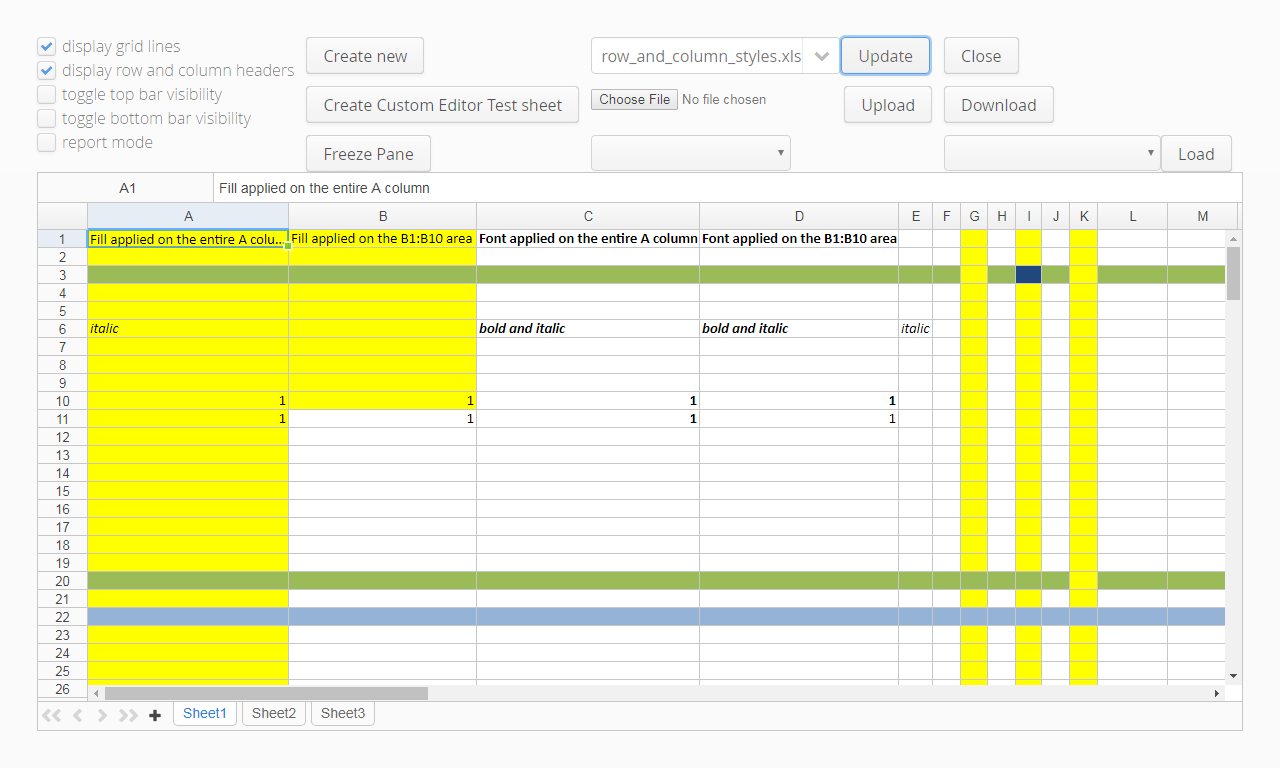 display grid lines
display row and column headers
toggle top bar visibility
toggle bottom bar visibility
report mode
Create new
row_and_column_styles.xls
Update
Close
Create Custom Editor Test sheet
Choose File No file chosen
Upload
Download
Freeze Pane
Load
A1 Fill applied on the entire A column
A B C D E F G H I J K L M
1 Fill applied on the entire A colu... Fill applied on the B1:B10 area Font applied on the entire A column Font applied on the B1:B10 area
2
3
4
5
6 italic bold and italic bold and italic italic
7
8
9
10 1 1 1 1
11 1 1 1 1
12
13
14
15
16
17
18
19
20
21
22
23
24
25
26
Sheet1 Sheet2 Sheet3